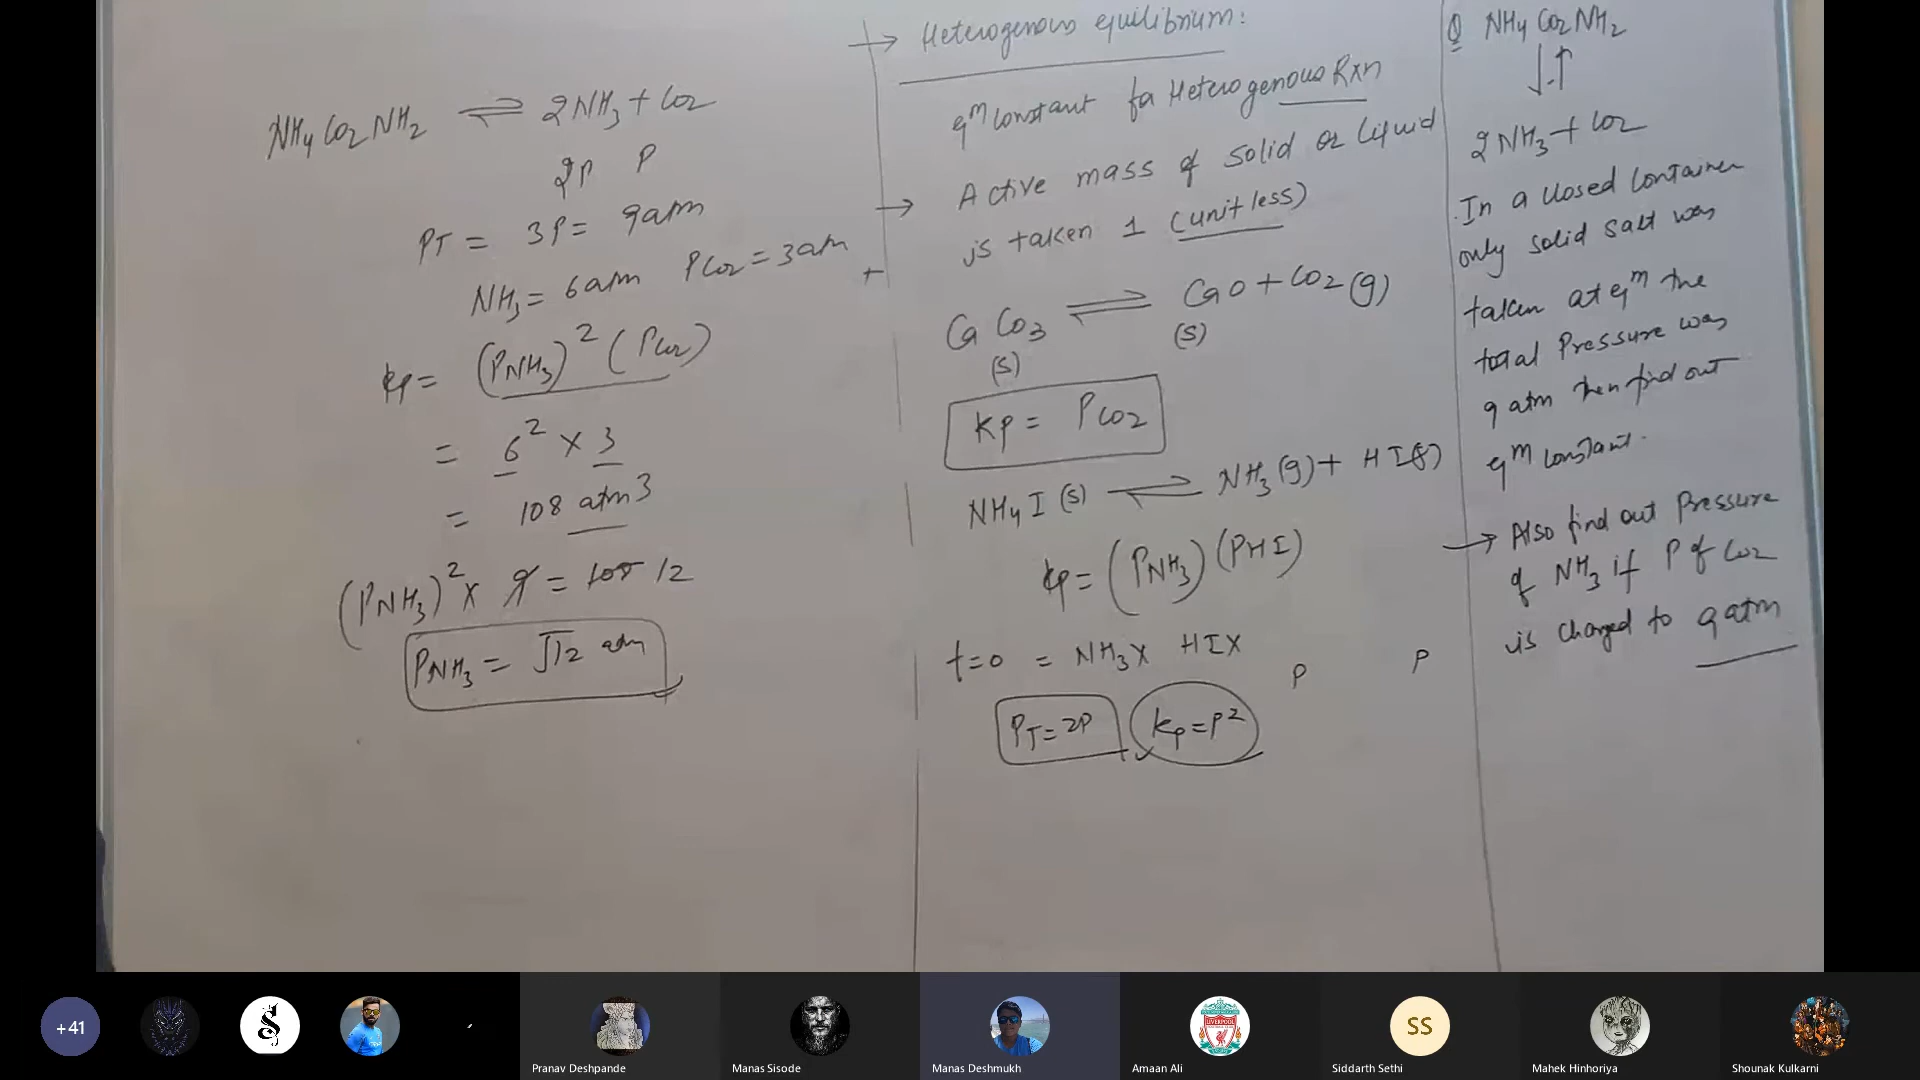 NH4CO2NH2 ⇌ 2NH3 + CO2
2P P
PT = 3P = 9atm
NH3 = 6atm PCO2 = 3atm
Kp = (PNH3)² (PCO2)
= 6² x 3
= 108 atm³
(PNH3)² x 9 = 108 12
PNH3 = √12 atm
→ Heterogenous equilibrium:
qm Constant for Heterogenous Rxn
→ Active mass of Solid or liquid
is taken 1 (unitless)
CaCO3 ⇌ CaO + CO2 (g)
(s) (s)
Kp = PCO2
NH4I (s) ⇌ NH3 (g) + HI(g)
Kp = (PNH3) (PHI)
t=0 = NH3 X HI X
P P
PT = 2P Kp = P²
Q NH4CO2NH2
↓↑
2NH3 + CO2
In a closed container
only solid salt was
taken at qm the
total Pressure was
9 atm then find out
qm constant.
→ Also find out Pressure
of NH3 if P of CO2
is changed to 9 atm
+41
Pranav Deshpande
Manas Sisode
Manas Deshmukh
Amaan Ali
SS
Siddarth Sethi
Mahek Hinhoriya
Shounak Kulkarni